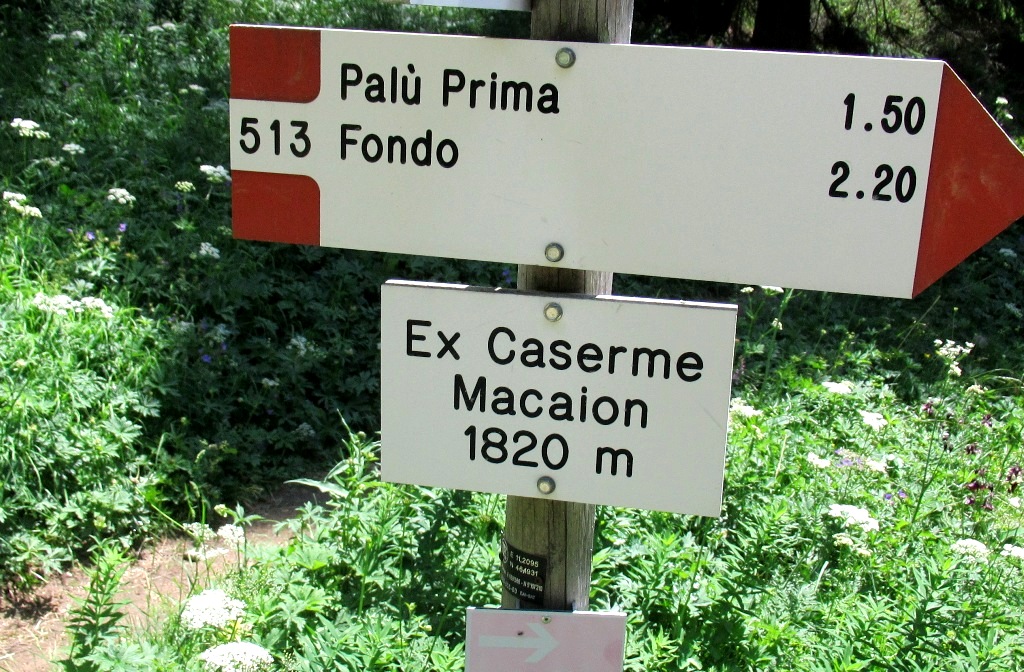 Palù Prima 1.50
513 Fondo 2.20
Ex Caserme
Macaion
1820 m